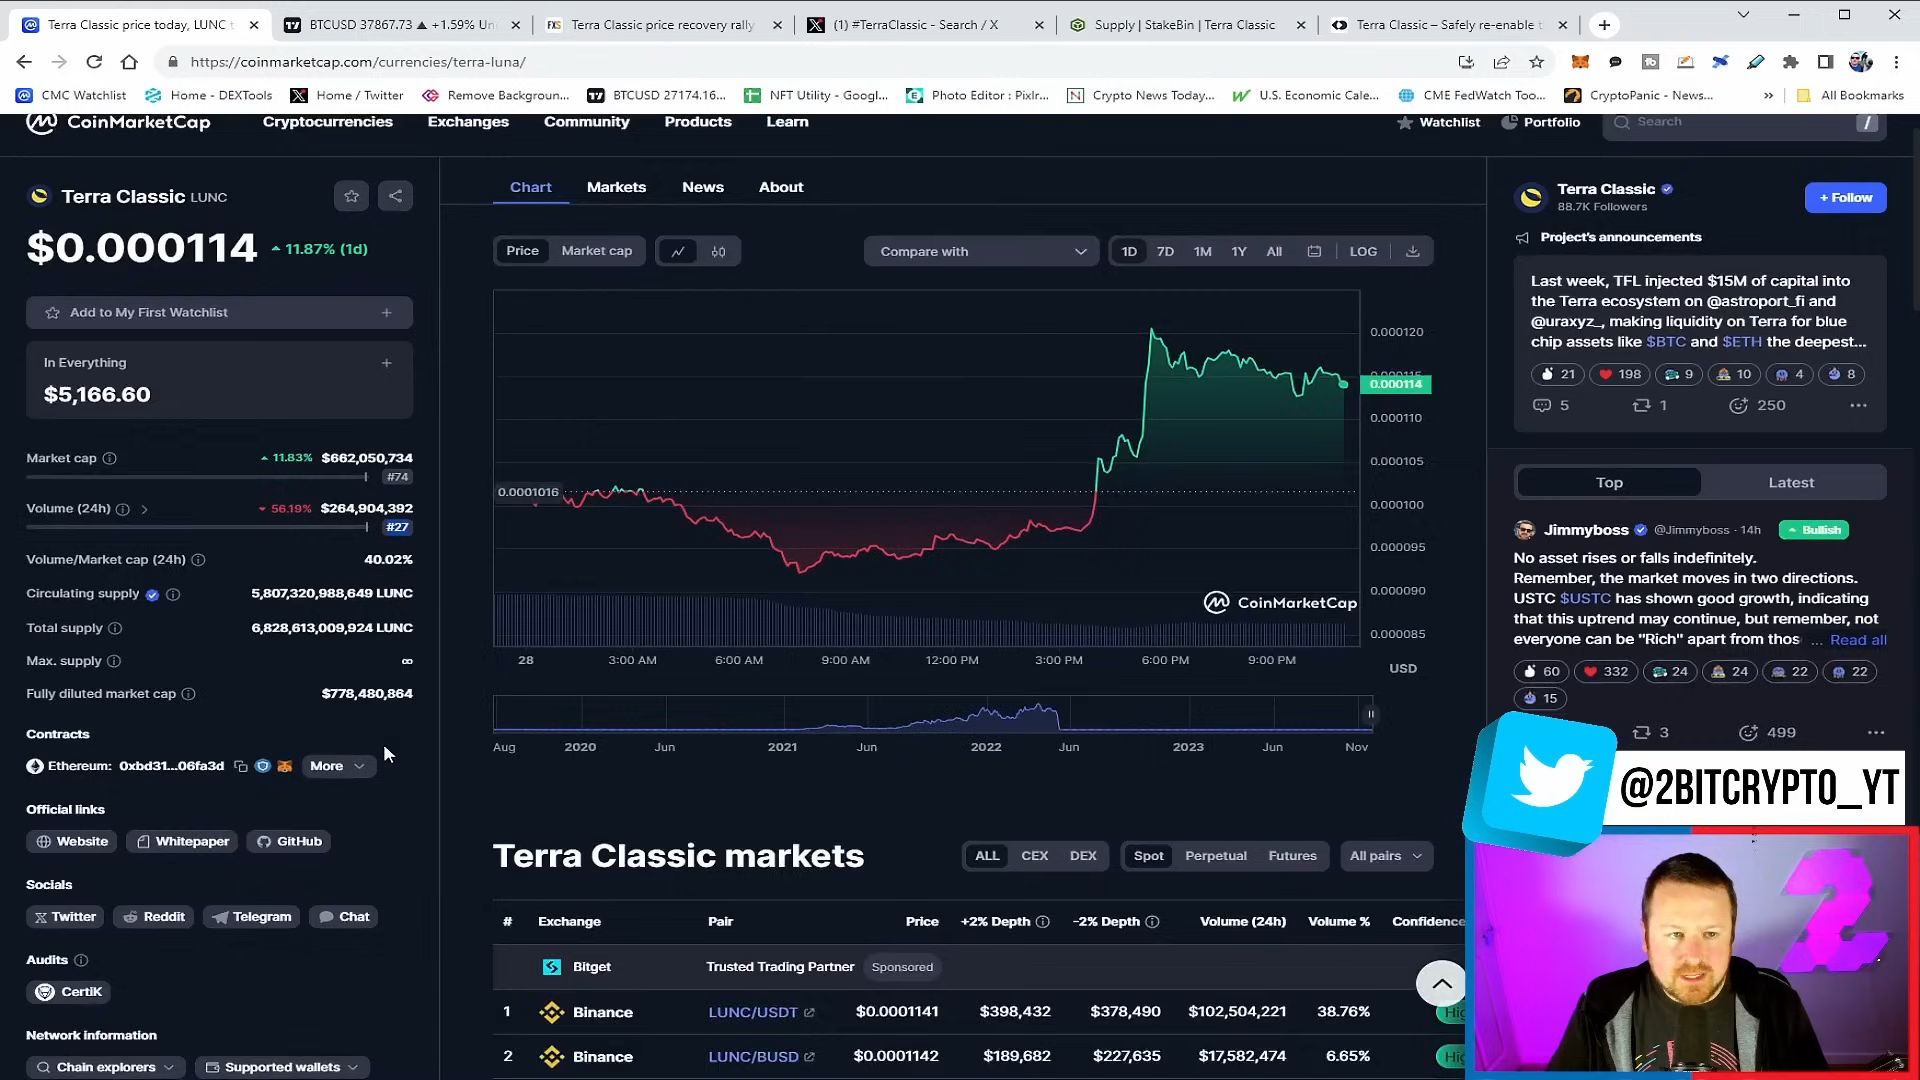 Terra Classic price today, LUNC t
BTCUSD 37867.73 ▲ +1.59% Un
Terra Classic price recovery rally
(1) #TerraClassic - Search / X
Supply | StakeBin | Terra Classic
Terra Classic – Safely re-enable t
https://coinmarketcap.com/currencies/terra-luna/
CMC Watchlist
Home - DEXTools
Home / Twitter
Remove Backgroun...
BTCUSD 27174.16...
NFT Utility - Googl...
Photo Editor : Pixlr...
Crypto News Today...
U.S. Economic Cale...
CME FedWatch Too...
CryptoPanic - News...
»
All Bookmarks
CoinMarketCap
Cryptocurrencies
Exchanges
Community
Products
Learn
Watchlist
Portfolio
Search
/
Terra Classic LUNC
$0.000114
11.87% (1d)
Add to My First Watchlist
In Everything
$5,166.60
Market cap
11.83% $662,050,734
#74
Volume (24h)
56.19% $264,904,392
#27
Volume/Market cap (24h)
40.02%
Circulating supply
5,807,320,988,649 LUNC
Total supply
6,828,613,009,924 LUNC
Max. supply
∞
Fully diluted market cap
$778,480,864
Contracts
Ethereum: 0xbd31...06fa3d
More
Official links
Website
Whitepaper
GitHub
Socials
Twitter
Reddit
Telegram
Chat
Audits
CertiK
Network information
Chain explorers
Supported wallets
Chart
Markets
News
About
Price
Market cap
Compare with
1D
7D
1M
1Y
All
LOG
0.000120
0.000114
0.000110
0.000105
0.000100
0.000095
0.000090
0.000085
0.0001016
CoinMarketCap
28
3:00 AM
6:00 AM
9:00 AM
12:00 PM
3:00 PM
6:00 PM
9:00 PM
USD
Aug
2020
Jun
2021
Jun
2022
Jun
2023
Jun
Nov
Terra Classic markets
ALL
CEX
DEX
Spot
Perpetual
Futures
All pairs
# Exchange Pair Price +2% Depth -2% Depth Volume (24h) Volume % Confidence
Bitget Trusted Trading Partner Sponsored
1 Binance LUNC/USDT $0.0001141 $398,432 $378,490 $102,504,221 38.76% Hig
2 Binance LUNC/BUSD $0.0001142 $189,682 $227,635 $17,582,474 6.65% Hig
Terra Classic
88.7K Followers
+ Follow
Project's announcements
Last week, TFL injected $15M of capital into
the Terra ecosystem on @astroport_fi and
@uraxyz_, making liquidity on Terra for blue
chip assets like $BTC and $ETH the deepest...
21
198
9
10
4
8
5
1
250
Top
Latest
Jimmyboss @Jimmyboss · 14h
Bullish
No asset rises or falls indefinitely.
Remember, the market moves in two directions.
USTC $USTC has shown good growth, indicating
that this uptrend may continue, but remember, not
everyone can be "Rich" apart from thos ... Read all
60
332
24
24
22
22
15
3
499
@2BITCRYPTO_YT
2